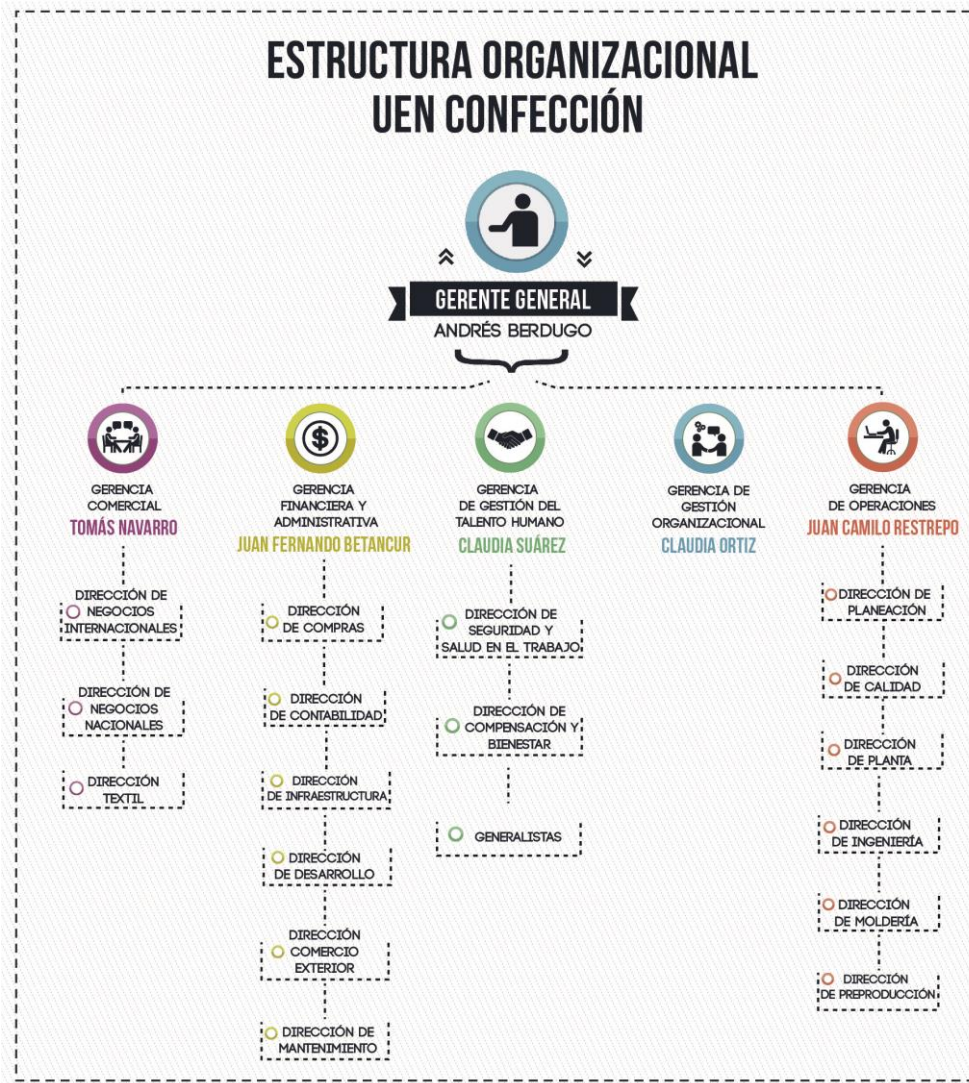 ESTRUCTURA ORGANIZACIONAL
UEN CONFECCIÓN
GERENTE GENERAL
ANDRÉS BERDUGO
GERENCIA
COMERCIAL
TOMÁS NAVARRO
DIRECCIÓN DE
NEGOCIOS
INTERNACIONALES
DIRECCIÓN DE
NEGOCIOS
NACIONALES
DIRECCIÓN
TEXTIL
GERENCIA
FINANCIERA Y
ADMINISTRATIVA
JUAN FERNANDO BETANCUR
DIRECCIÓN
DE COMPRAS
DIRECCIÓN
DE CONTABILIDAD
DIRECCIÓN
DE INFRAESTRUCTURA
DIRECCIÓN
DE DESARROLLO
DIRECCIÓN
COMERCIO
EXTERIOR
DIRECCIÓN DE
MANTENIMIENTO
GERENCIA
DE GESTIÓN DEL
TALENTO HUMANO
CLAUDIA SUÁREZ
DIRECCIÓN DE
SEGURIDAD Y
SALUD EN EL TRABAJO
DIRECCIÓN DE
COMPENSACIÓN Y
BIENESTAR
GENERALISTAS
GERENCIA DE
GESTIÓN
ORGANIZACIONAL
CLAUDIA ORTIZ
GERENCIA
DE OPERACIONES
JUAN CAMILO RESTREPO
DIRECCIÓN DE
PLANEACIÓN
DIRECCIÓN
DE CALIDAD
DIRECCIÓN
DE PLANTA
DIRECCIÓN
DE INGENIERÍA
DIRECCIÓN
DE MOLDERÍA
DIRECCIÓN
DE PREPRODUCCIÓN